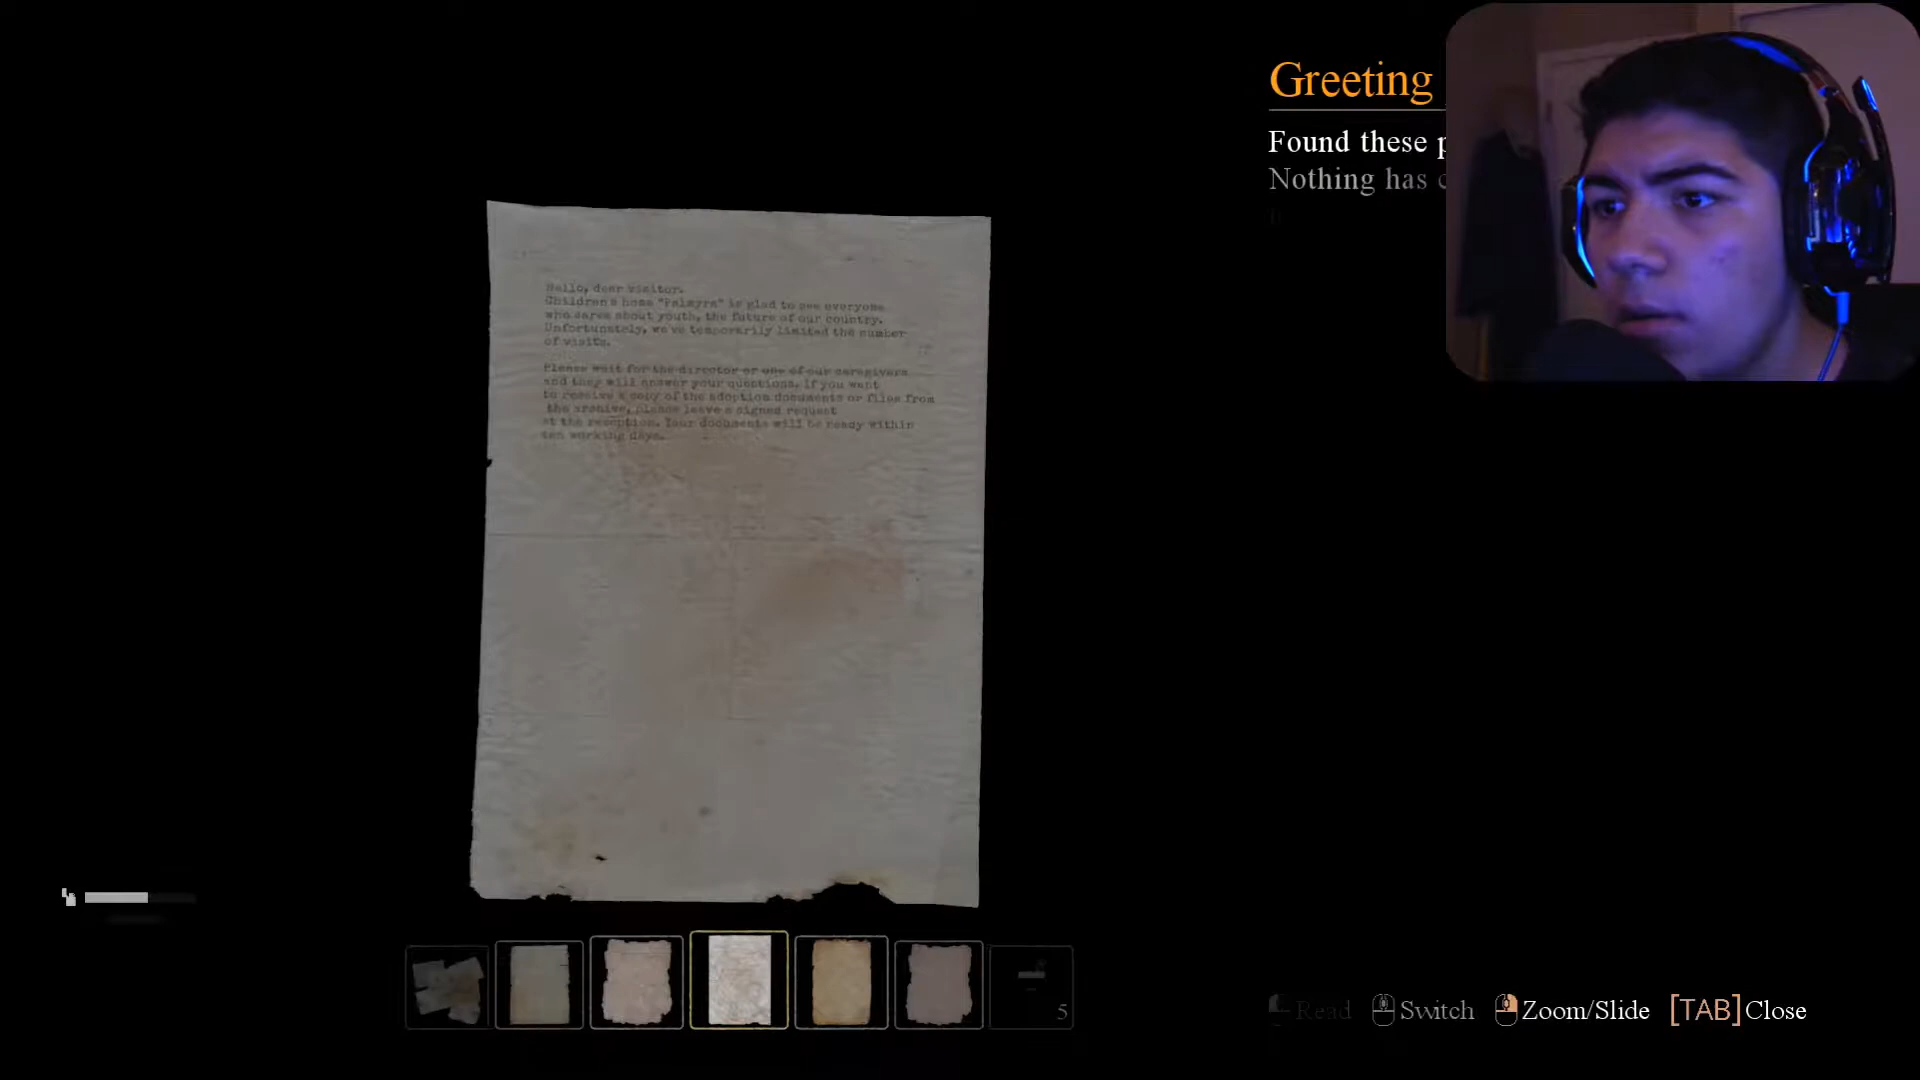 Greeting
Found these p
Nothing has c
Hello, dear visitor.
Children's home "Palmyra" is glad to see everyone
who cares about youth, the future of our country.
Unfortunately, we've temporarily limited the number
of visits.
Please wait for the director or one of our caregivers
and they will answer your questions. If you want
to receive a copy of the adoption documents or files from
the archive, please leave a signed request
at the reception. Your documents will be ready within
ten working days.
5
Read Switch Zoom/Slide [TAB] Close